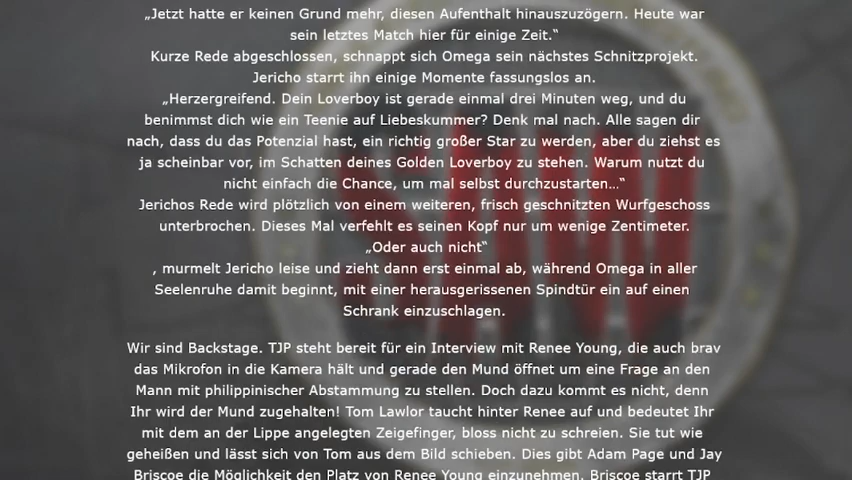 „Jetzt hatte er keinen Grund mehr, diesen Aufenthalt hinauszuzögern. Heute war
sein letztes Match hier für einige Zeit.“
Kurze Rede abgeschlossen, schnappt sich Omega sein nächstes Schnitzprojekt.
Jericho starrt ihn einige Momente fassungslos an.
„Herzergreifend. Dein Loverboy ist gerade einmal drei Minuten weg, und du
benimmst dich wie ein Teenie auf Liebeskummer? Denk mal nach. Alle sagen dir
nach, dass du das Potenzial hast, ein richtig großer Star zu werden, aber du ziehst es
ja scheinbar vor, im Schatten deines Golden Loverboy zu stehen. Warum nutzt du
nicht einfach die Chance, um mal selbst durchzustarten…“
Jerichos Rede wird plötzlich von einem weiteren, frisch geschnitzten Wurfgeschoss
unterbrochen. Dieses Mal verfehlt es seinen Kopf nur um wenige Zentimeter.
„Oder auch nicht“
, murmelt Jericho leise und zieht dann erst einmal ab, während Omega in aller
Seelenruhe damit beginnt, mit einer herausgerissenen Spindtür ein auf einen
Schrank einzuschlagen.
Wir sind Backstage. TJP steht bereit für ein Interview mit Renee Young, die auch brav
das Mikrofon in die Kamera hält und gerade den Mund öffnet um eine Frage an den
Mann mit philippinischer Abstammung zu stellen. Doch dazu kommt es nicht, denn
Ihr wird der Mund zugehalten! Tom Lawlor taucht hinter Renee auf und bedeutet Ihr
mit dem an der Lippe angelegten Zeigefinger, bloss nicht zu schreien. Sie tut wie
geheißen und lässt sich von Tom aus dem Bild schieben. Dies gibt Adam Page und Jay
Briscoe die Möglichkeit den Platz von Renee Young einzunehmen. Briscoe starrt TJP